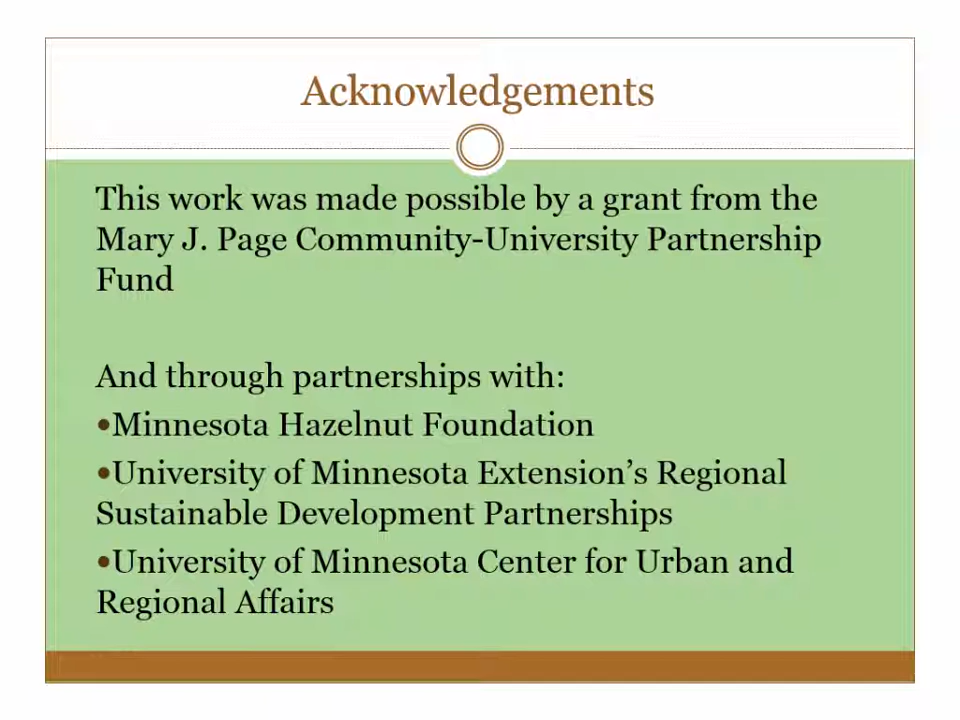 Acknowledgements
This work was made possible by a grant from the
Mary J. Page Community-University Partnership
Fund
And through partnerships with:
•Minnesota Hazelnut Foundation
•University of Minnesota Extension’s Regional
Sustainable Development Partnerships
•University of Minnesota Center for Urban and
Regional Affairs